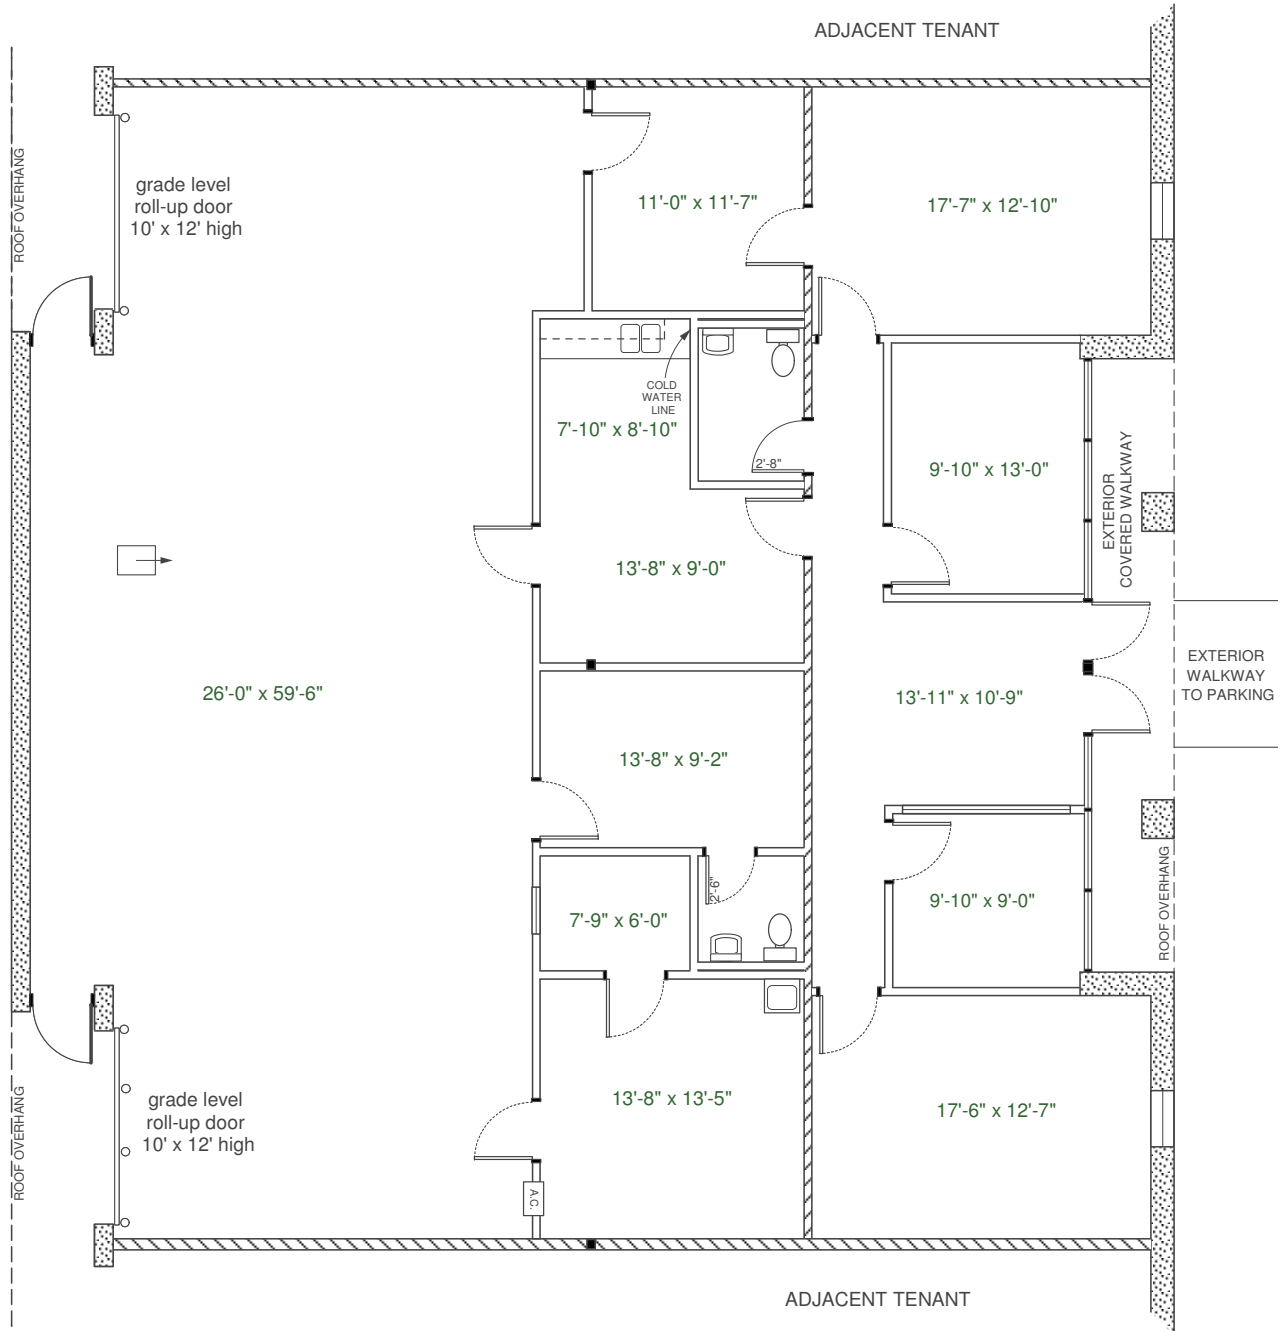 ADJACENT TENANT
ROOF OVERHANG
grade level
roll-up door
10' x 12' high
11'-0" x 11'-7"
17'-7" x 12'-10"
COLD
WATER
LINE
7'-10" x 8'-10"
2'-8"
9'-10" x 13'-0"
EXTERIOR
COVERED WALKWAY
13'-8" x 9'-0"
26'-0" x 59'-6"
13'-11" x 10'-9"
EXTERIOR
WALKWAY
TO PARKING
13'-8" x 9'-2"
2'-6"
7'-9" x 6'-0"
9'-10" x 9'-0"
ROOF OVERHANG
grade level
roll-up door
10' x 12' high
ROOF OVERHANG
13'-8" x 13'-5"
17'-6" x 12'-7"
A.C.
ADJACENT TENANT